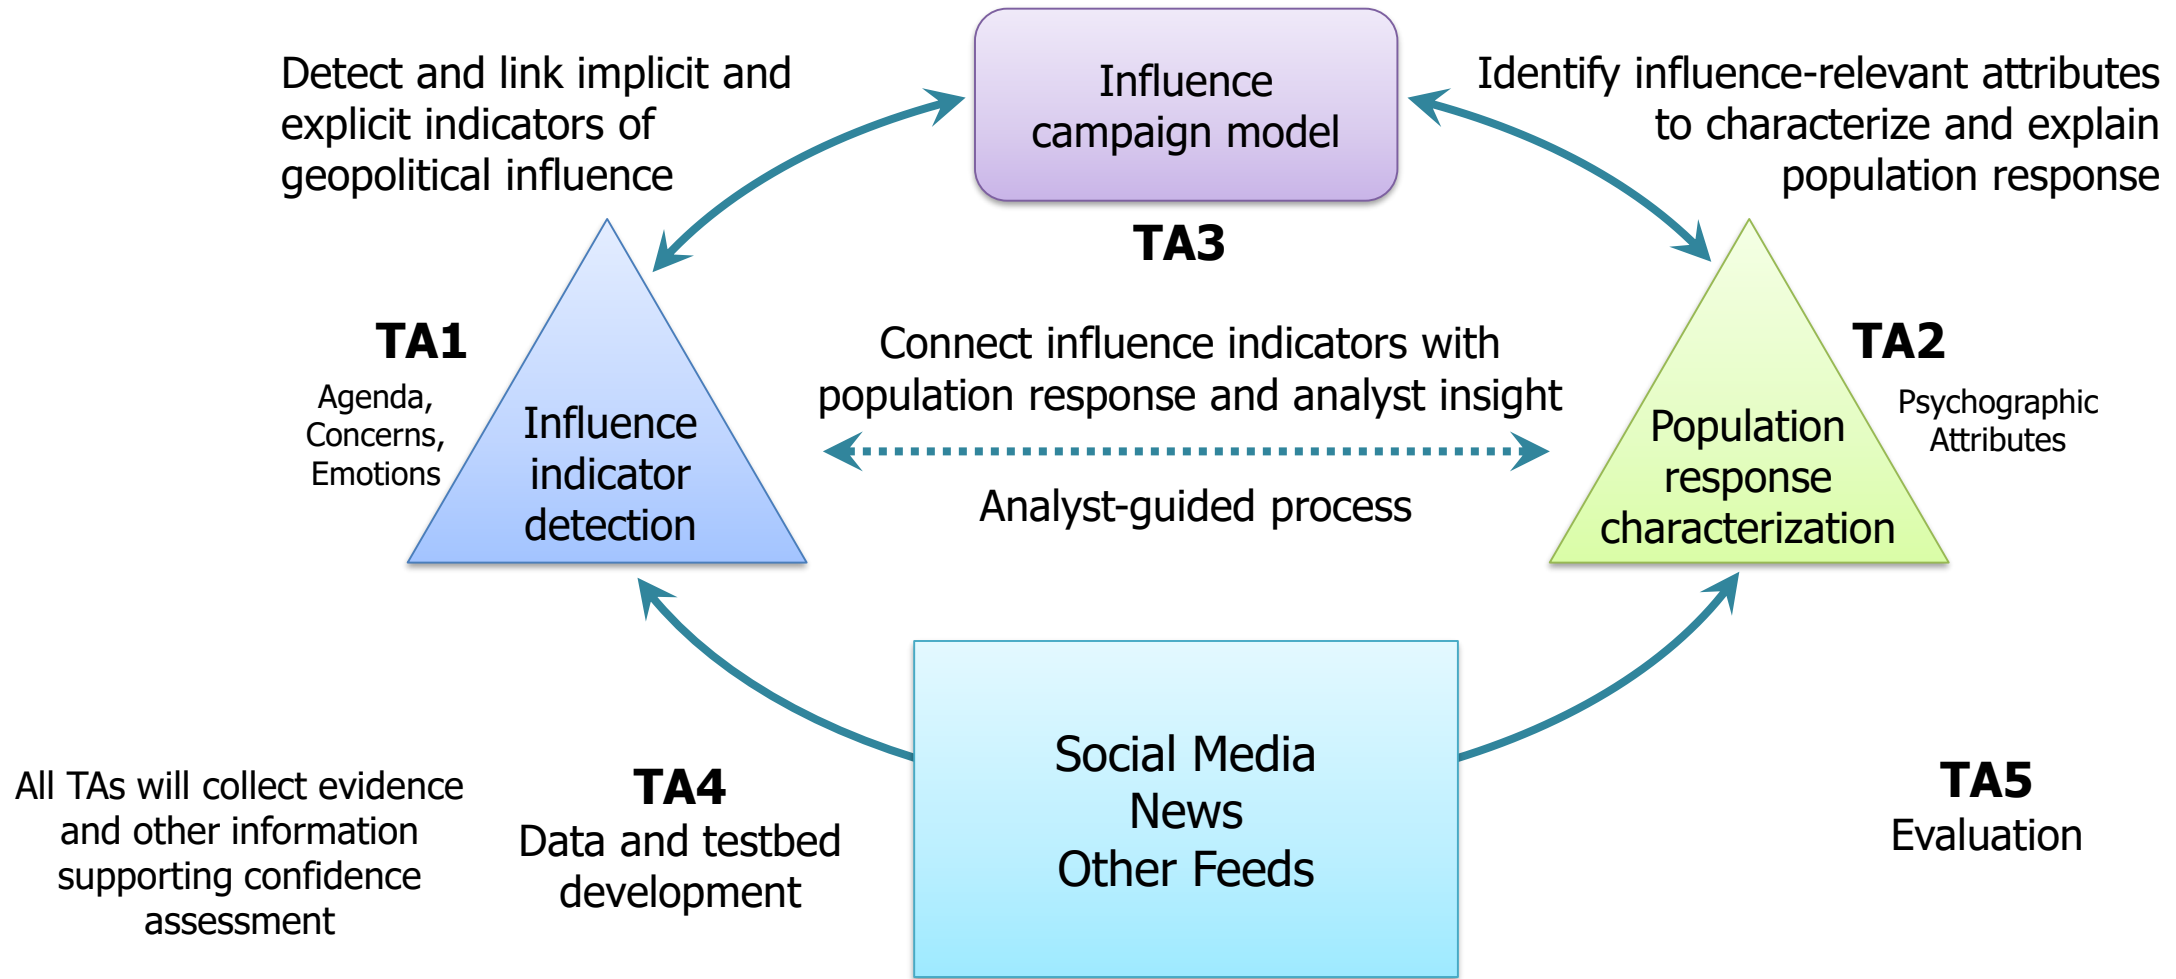 Detect and link implicit and
explicit indicators of
geopolitical influence
Influence
campaign model
TA3
Identify influence-relevant attributes
to characterize and explain
population response
TA1
Agenda,
Concerns,
Emotions
Influence
indicator
detection
Connect influence indicators with
population response and analyst insight
Analyst-guided process
TA2
Psychographic
Attributes
Population
response
characterization
All TAs will collect evidence
and other information
supporting confidence
assessment
TA4
Data and testbed
development
Social Media
News
Other Feeds
TA5
Evaluation